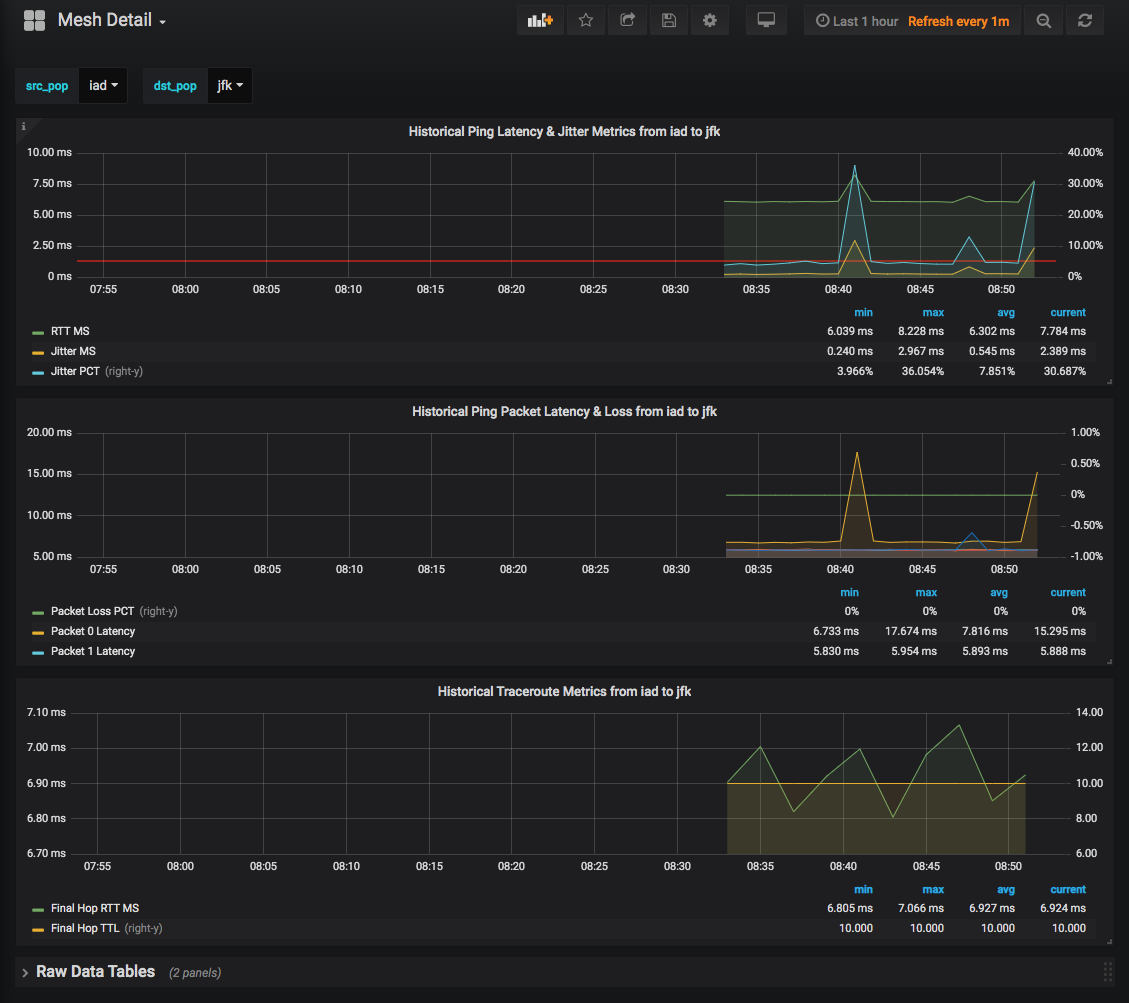 Mesh Detail
Last 1 hour Refresh every 1m
src_pop iad dst_pop jfk
i
Historical Ping Latency & Jitter Metrics from iad to jfk
10.00 ms 40.00%
7.50 ms 30.00%
5.00 ms 20.00%
2.50 ms 10.00%
0 ms 0%
07:55 08:00 08:05 08:10 08:15 08:20 08:25 08:30 08:35 08:40 08:45 08:50
min max avg current
RTT MS 6.039 ms 8.228 ms 6.302 ms 7.784 ms
Jitter MS 0.240 ms 2.967 ms 0.545 ms 2.389 ms
Jitter PCT (right-y) 3.966% 36.054% 7.851% 30.687%
Historical Ping Packet Latency & Loss from iad to jfk
20.00 ms 1.00%
0.50%
15.00 ms
0%
10.00 ms
-0.50%
5.00 ms -1.00%
07:55 08:00 08:05 08:10 08:15 08:20 08:25 08:30 08:35 08:40 08:45 08:50
min max avg current
Packet Loss PCT (right-y) 0% 0% 0% 0%
Packet 0 Latency 6.733 ms 17.674 ms 7.816 ms 15.295 ms
Packet 1 Latency 5.830 ms 5.954 ms 5.893 ms 5.888 ms
Historical Traceroute Metrics from iad to jfk
7.10 ms 14.00
7.00 ms 12.00
6.90 ms 10.00
6.80 ms 8.00
6.70 ms 6.00
07:55 08:00 08:05 08:10 08:15 08:20 08:25 08:30 08:35 08:40 08:45 08:50
min max avg current
Final Hop RTT MS 6.805 ms 7.066 ms 6.927 ms 6.924 ms
Final Hop TTL (right-y) 10.000 10.000 10.000 10.000
Raw Data Tables (2 panels)